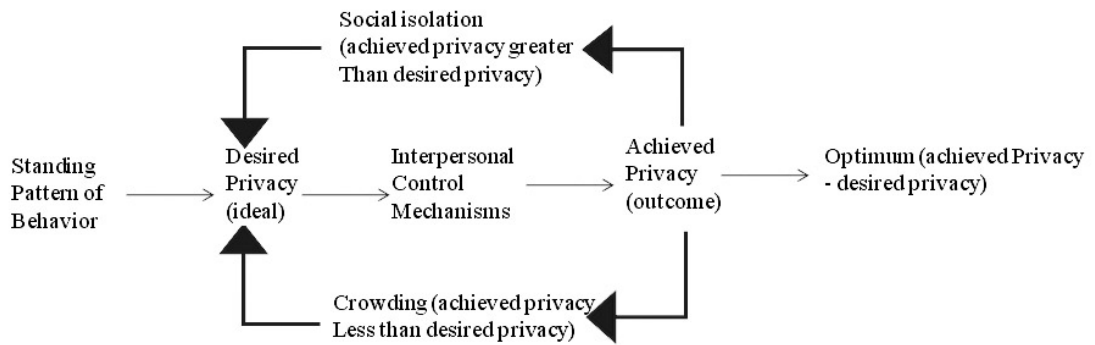 Social isolation
(achieved privacy greater
Than desired privacy)
Standing
Pattern of
Behavior
Desired
Privacy
(ideal)
Interpersonal
Control
Mechanisms
Achieved
Privacy
(outcome)
Optimum (achieved Privacy
- desired privacy)
Crowding (achieved privacy
Less than desired privacy)